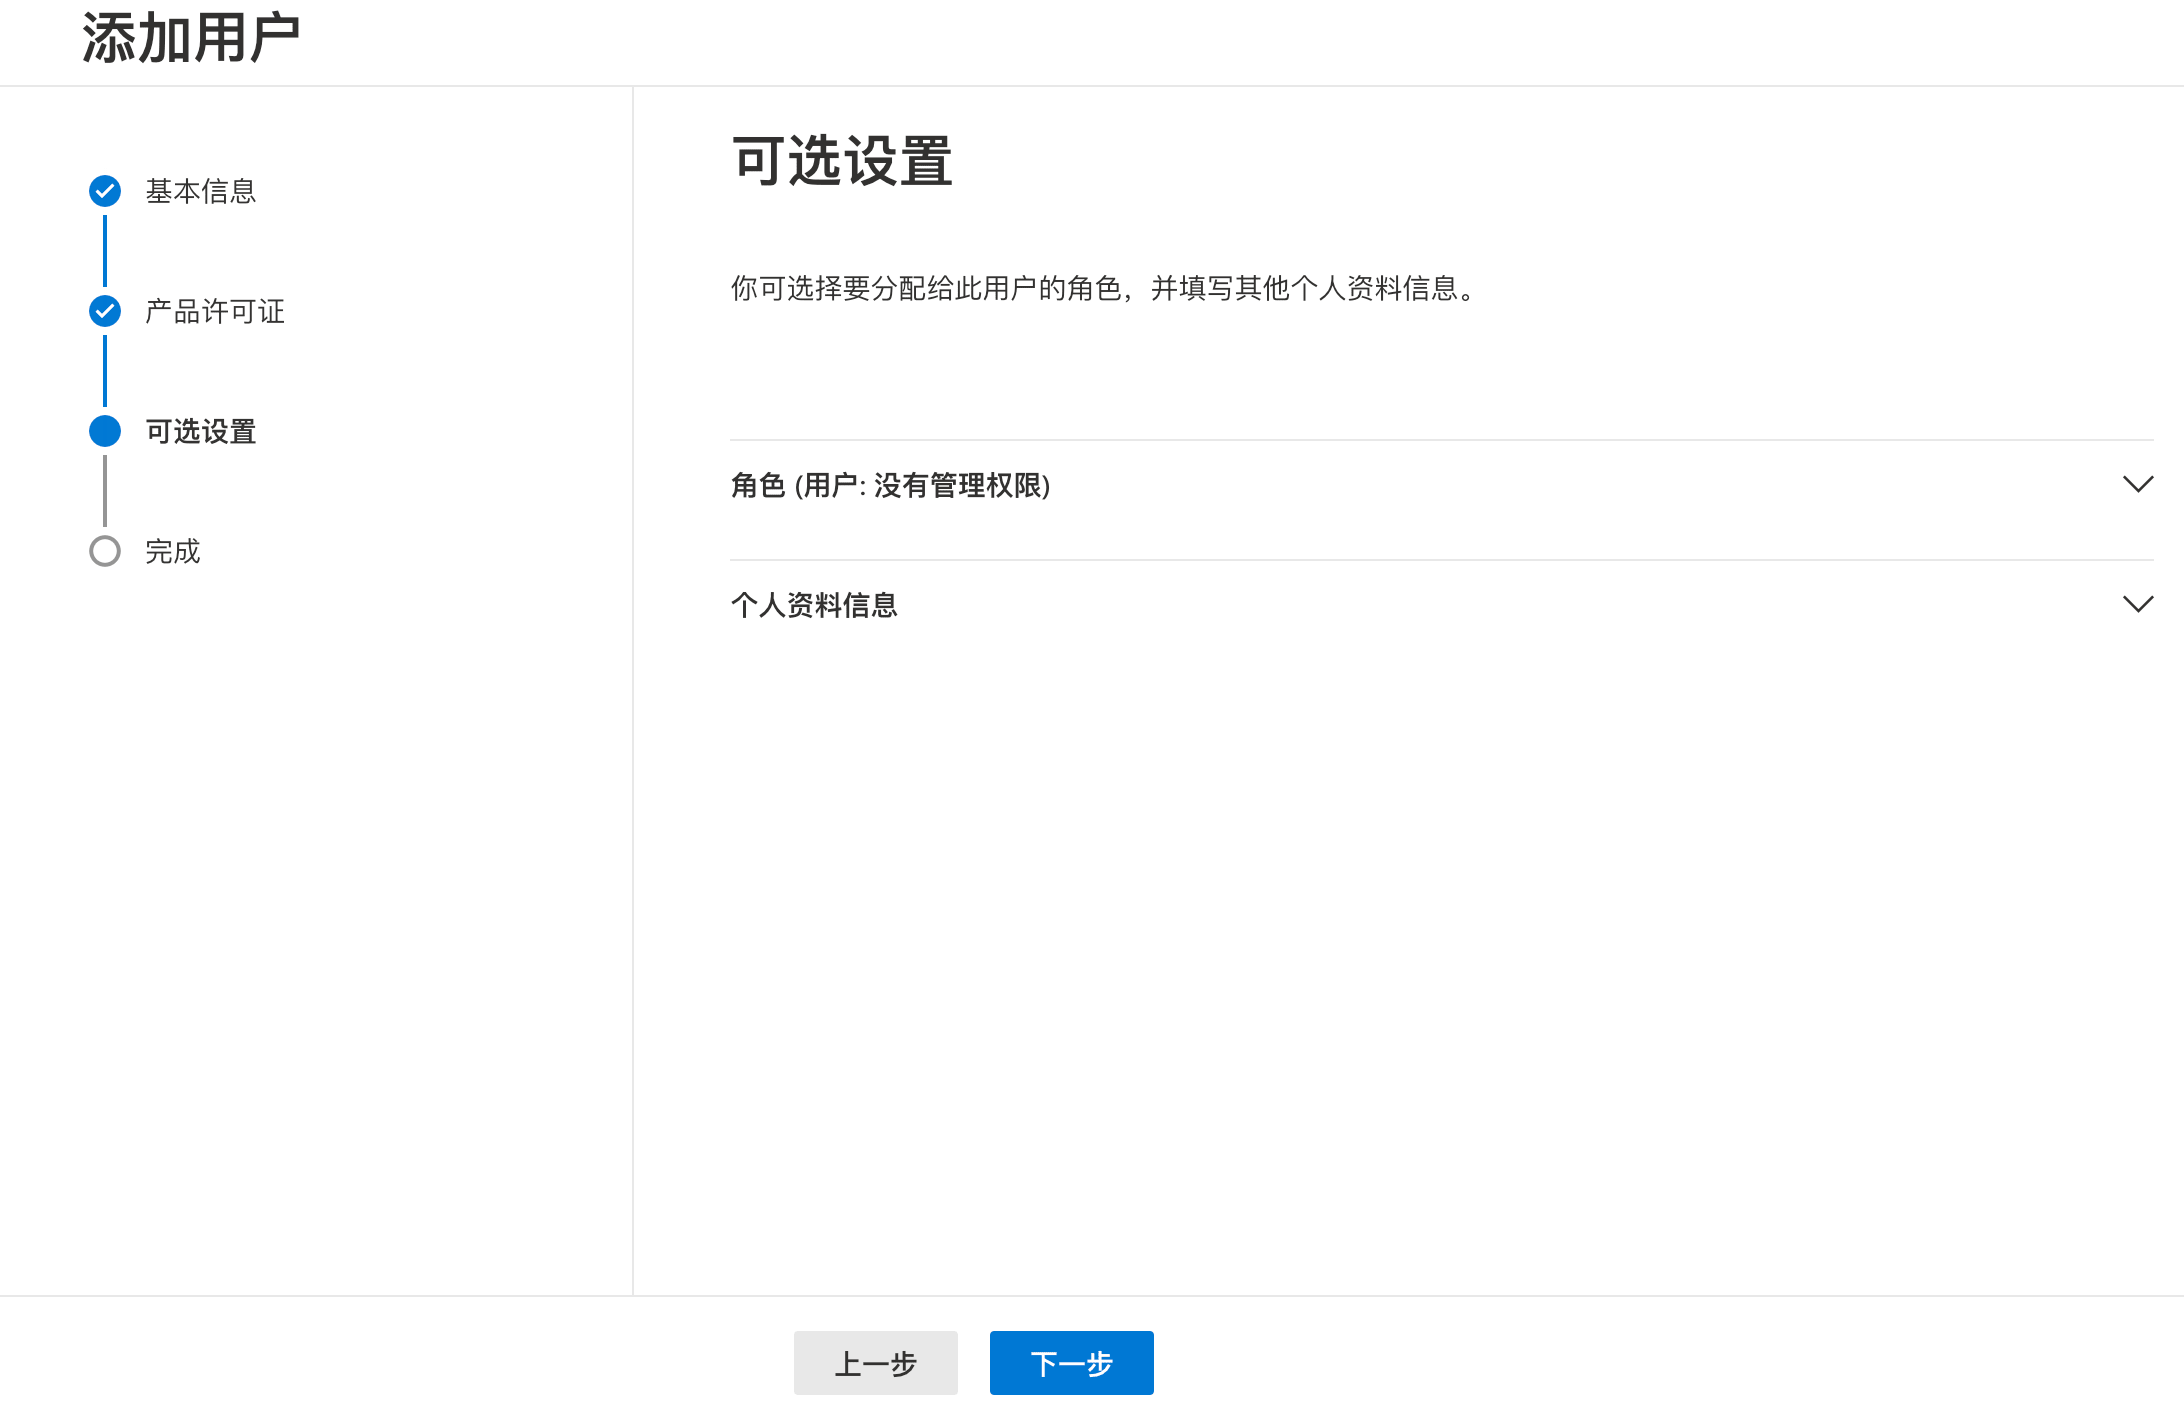 添加用户
基本信息
产品许可证
可选设置
完成
可选设置
你可选择要分配给此用户的角色，并填写其他个人资料信息。
角色 (用户: 没有管理权限)
个人资料信息
上一步
下一步